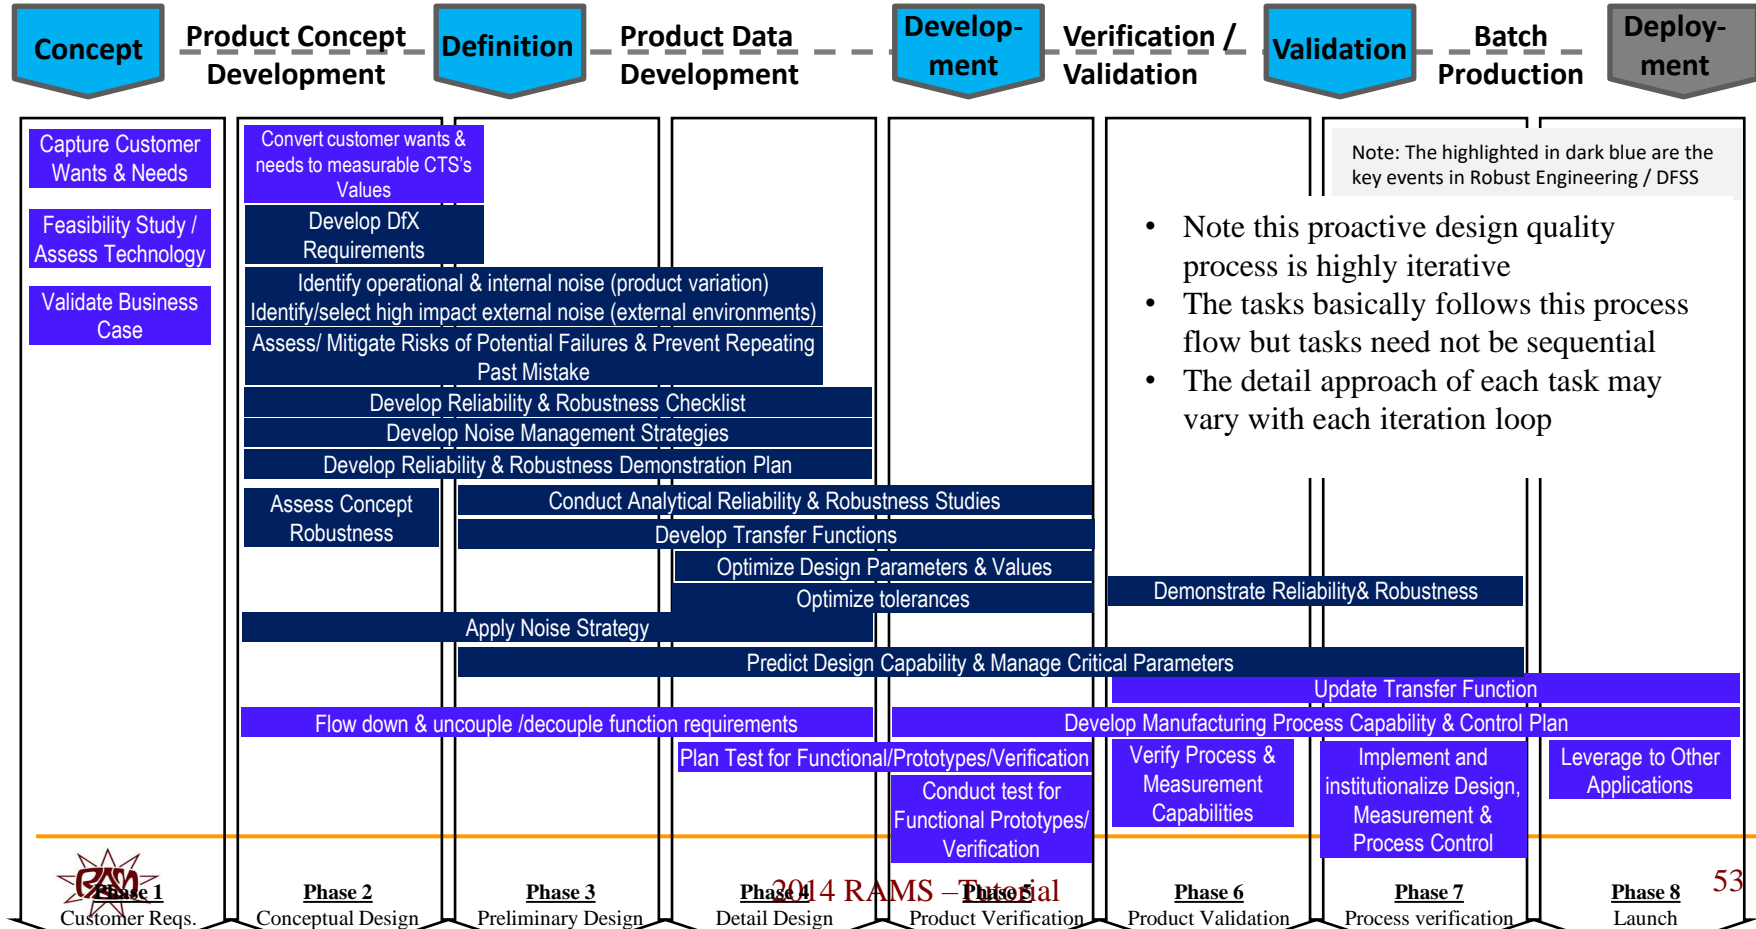 Concept
Product Concept
Development
Definition
Product Data
Development
Develop-
ment
Verification /
Validation
Validation
Batch
Production
Deploy-
ment
Capture Customer
Wants & Needs
Feasibility Study /
Assess Technology
Validate Business
Case
Convert customer wants &
needs to measurable CTS's
Values
Develop DfX
Requirements
Identify operational & internal noise (product variation)
Identify/select high impact external noise (external environments)
Assess/ Mitigate Risks of Potential Failures & Prevent Repeating
Past Mistake
Develop Reliability & Robustness Checklist
Develop Noise Management Strategies
Develop Reliability & Robustness Demonstration Plan
Assess Concept
Robustness
Conduct Analytical Reliability & Robustness Studies
Develop Transfer Functions
Optimize Design Parameters & Values
Optimize tolerances
Demonstrate Reliability& Robustness
Apply Noise Strategy
Predict Design Capability & Manage Critical Parameters
Update Transfer Function
Flow down & uncouple /decouple function requirements
Develop Manufacturing Process Capability & Control Plan
Plan Test for Functional/Prototypes/Verification
Conduct test for
Functional Prototypes/
Verification
Verify Process &
Measurement
Capabilities
Implement and
institutionalize Design,
Measurement &
Process Control
Leverage to Other
Applications
Note: The highlighted in dark blue are the
key events in Robust Engineering / DFSS
• Note this proactive design quality
process is highly iterative
• The tasks basically follows this process
flow but tasks need not be sequential
• The detail approach of each task may
vary with each iteration loop
RAM
2014 RAMS – Tutorial
53
Phase 1
Customer Reqs.
Phase 2
Conceptual Design
Phase 3
Preliminary Design
Phase 4
Detail Design
Phase 5
Product Verification
Phase 6
Product Validation
Phase 7
Process verification
Phase 8
Launch